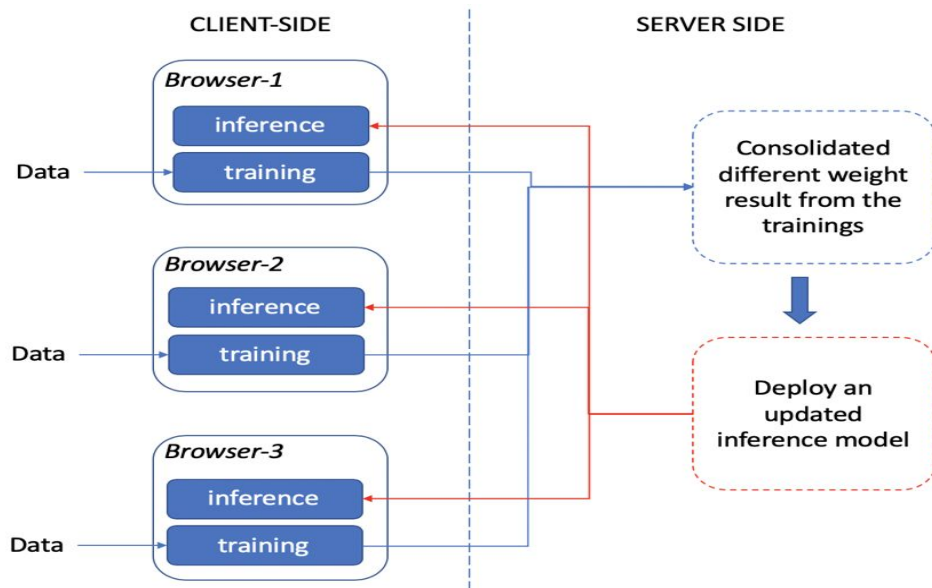 CLIENT-SIDE
SERVER SIDE
Browser-1
inference
Data
training
Browser-2
inference
Data
training
Browser-3
inference
Data
training
Consolidated
different weight
result from the
trainings
Deploy an
updated
inference model